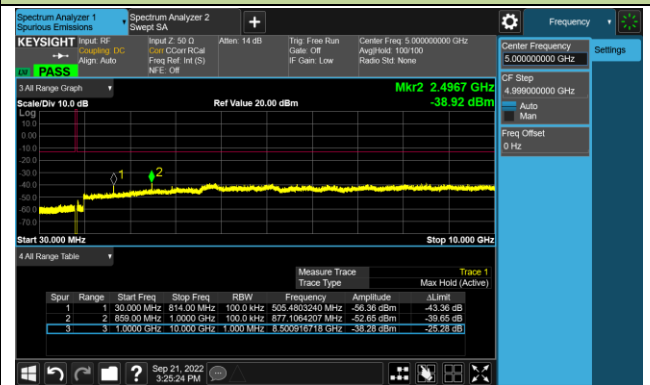 Spectrum Analyzer 1
Spurious Emissions
Spectrum Analyzer 2
Swept SA
+
Frequency
KEYSIGHT
Input: RF
Coupling: DC
Align: Auto
Input Z: 50 Ω
Corr CCorr RCal
Freq Ref: Int (S)
NFE: Off
Atten: 14 dB
Trig: Free Run
Gate: Off
IF Gain: Low
Center Freq: 5.000000000 GHz
Avg|Hold: 100/100
Radio Std: None
PASS
Center Frequency
5.000000000 GHz
Settings
CF Step
4.999000000 GHz
Auto
Man
Freq Offset
0 Hz
3 All Range Graph
Mkr2 2.4967 GHz
Scale/Div 10.0 dB
Ref Value 20.00 dBm
-38.92 dBm
Log
10.0
0.00
-10.0
-20.0
-30.0
-40.0
-50.0
-60.0
-70.0
1
2
Start 30.000 MHz
Stop 10.000 GHz
4 All Range Table
Measure Trace Trace 1
Trace Type Max Hold (Active)
Spur Range Start Freq Stop Freq RBW Frequency Amplitude ΔLimit
1 1 30.000 MHz 814.00 MHz 100.0 kHz 505.4803240 MHz -56.36 dBm -43.36 dB
2 2 859.00 MHz 1.0000 GHz 100.0 kHz 877.1064207 MHz -52.65 dBm -39.65 dB
3 3 1.0000 GHz 10.000 GHz 1.000 MHz 8.500916718 GHz -38.28 dBm -25.28 dB
?
Sep 21, 2022
3:25:24 PM